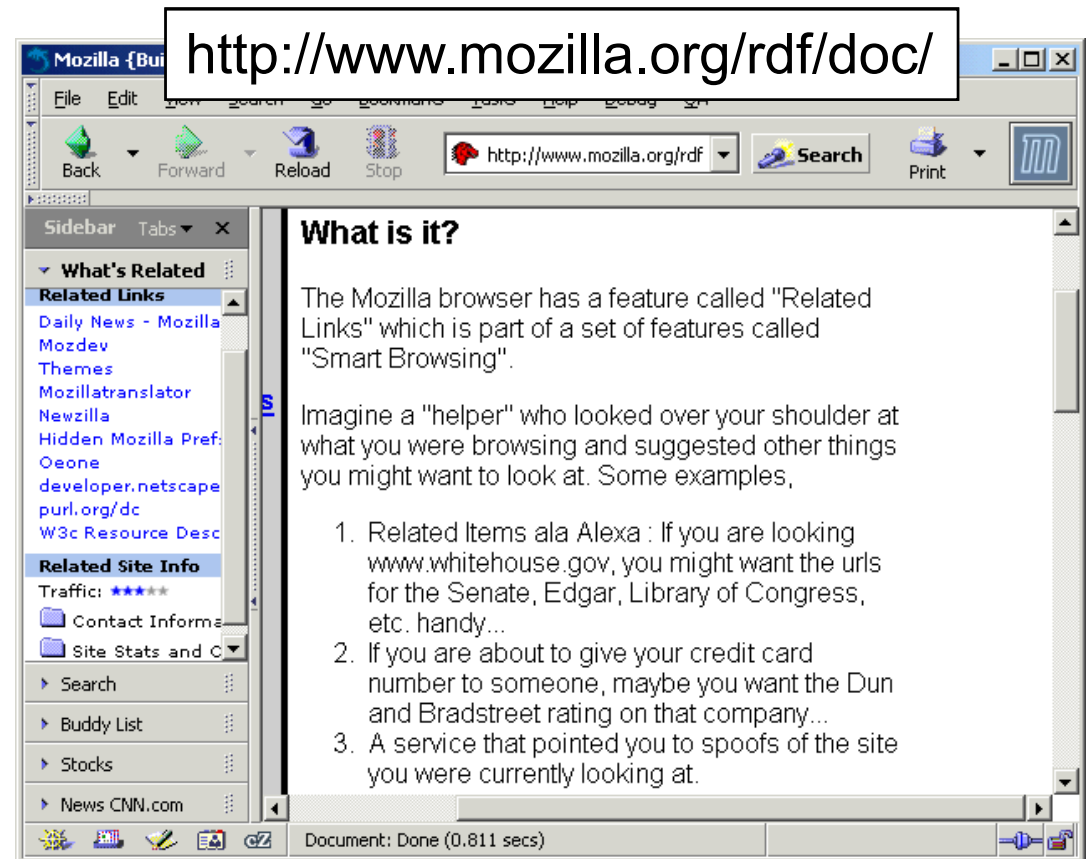 http://www.mozilla.org/rdf/doc/
Mozilla {Bui
File Edit View Search Go Bookmarks Tasks Help Debug QA
Back Forward Reload Stop http://www.mozilla.org/rdf Search Print
Sidebar Tabs
What's Related
Related Links
Daily News - Mozilla
Mozdev
Themes
Mozillatranslator
Newzilla
Hidden Mozilla Pref
Oeone
developer.netscape
purl.org/dc
W3c Resource Desc
Related Site Info
Traffic:
Contact Informa
Site Stats and C
Search
Buddy List
Stocks
News CNN.com
s
What is it?
The Mozilla browser has a feature called "Related
Links" which is part of a set of features called
"Smart Browsing".
Imagine a "helper" who looked over your shoulder at
what you were browsing and suggested other things
you might want to look at. Some examples,
1. Related Items ala Alexa : If you are looking
www.whitehouse.gov, you might want the urls
for the Senate, Edgar, Library of Congress,
etc. handy...
2. If you are about to give your credit card
number to someone, maybe you want the Dun
and Bradstreet rating on that company...
3. A service that pointed you to spoofs of the site
you were currently looking at.
Document: Done (0.811 secs)